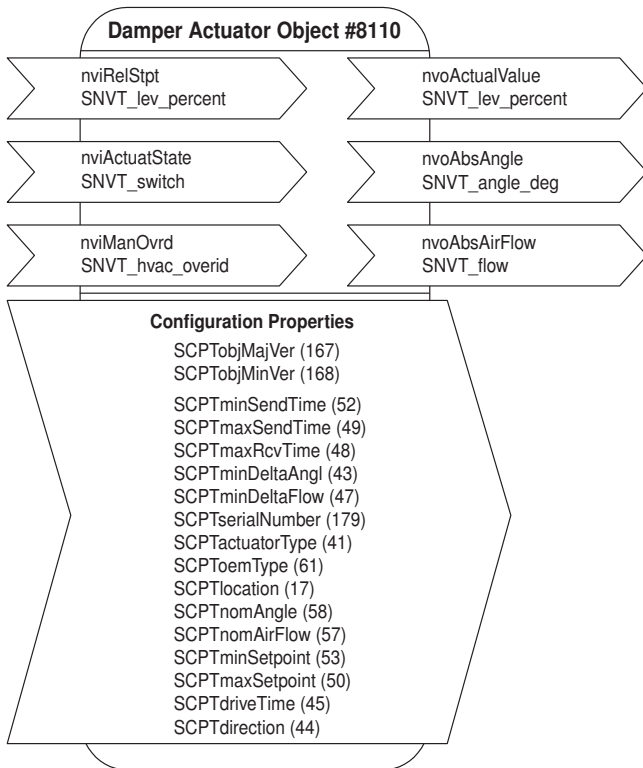 Damper Actuator Object #8110
nviRelStpt
SNVT_lev_percent
nvoActualValue
SNVT_lev_percent
nviActuatState
SNVT_switch
nvoAbsAngle
SNVT_angle_deg
nviManOvrd
SNVT_hvac_overid
nvoAbsAirFlow
SNVT_flow
Configuration Properties
SCPTobjMajVer (167)
SCPTobjMinVer (168)
SCPTminSendTime (52)
SCPTmaxSendTime (49)
SCPTmaxRcvTime (48)
SCPTminDeltaAngl (43)
SCPTminDeltaFlow (47)
SCPTserialNumber (179)
SCPTactuatorType (41)
SCPToemType (61)
SCPTlocation (17)
SCPTnomAngle (58)
SCPTnomAirFlow (57)
SCPTminSetpoint (53)
SCPTmaxSetpoint (50)
SCPTdriveTime (45)
SCPTdirection (44)